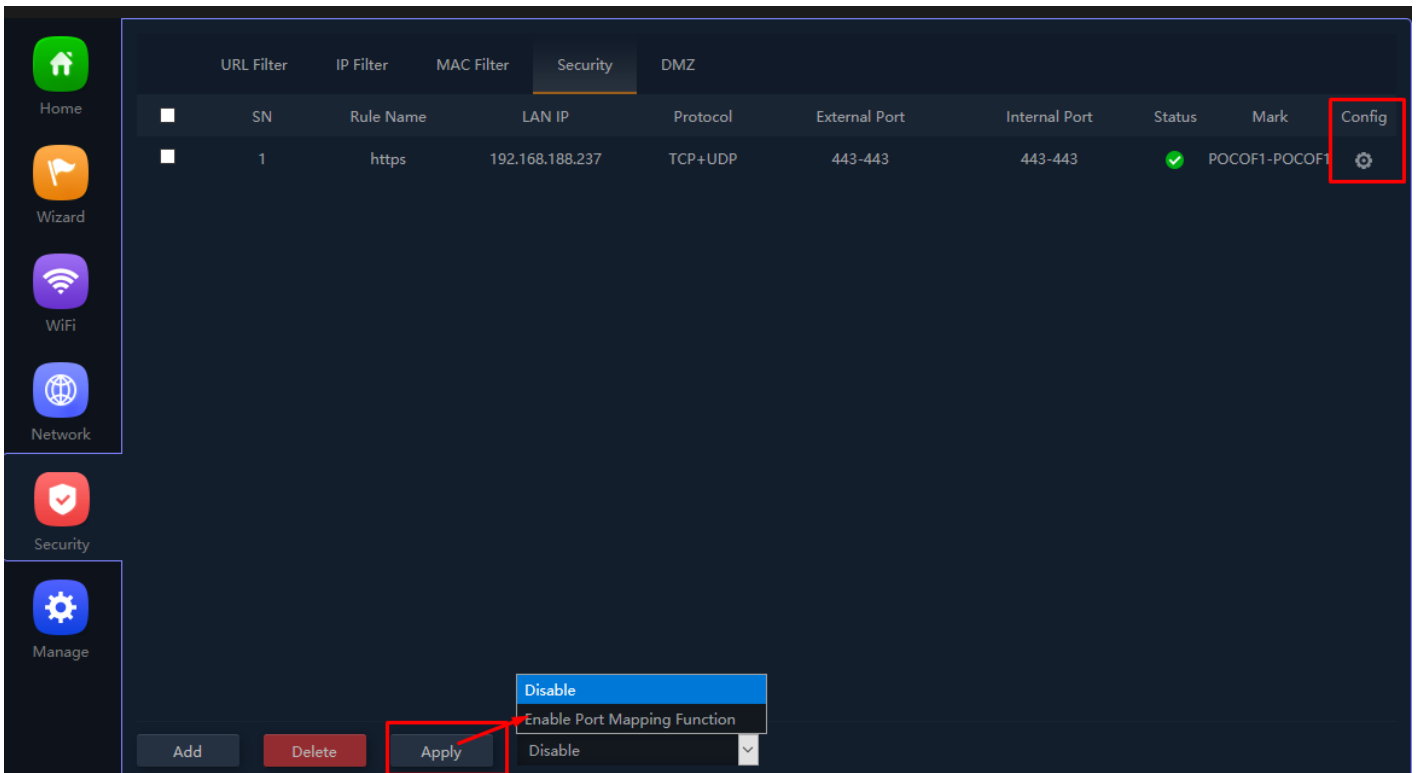 Home
Wizard
WiFi
Network
Security
Manage
URL Filter IP Filter MAC Filter Security DMZ
SN Rule Name LAN IP Protocol External Port Internal Port Status Mark Config
1 https 192.168.188.237 TCP+UDP 443-443 443-443 POCOF1-POCOF1
Disable
Enable Port Mapping Function
Add Delete Apply Disable